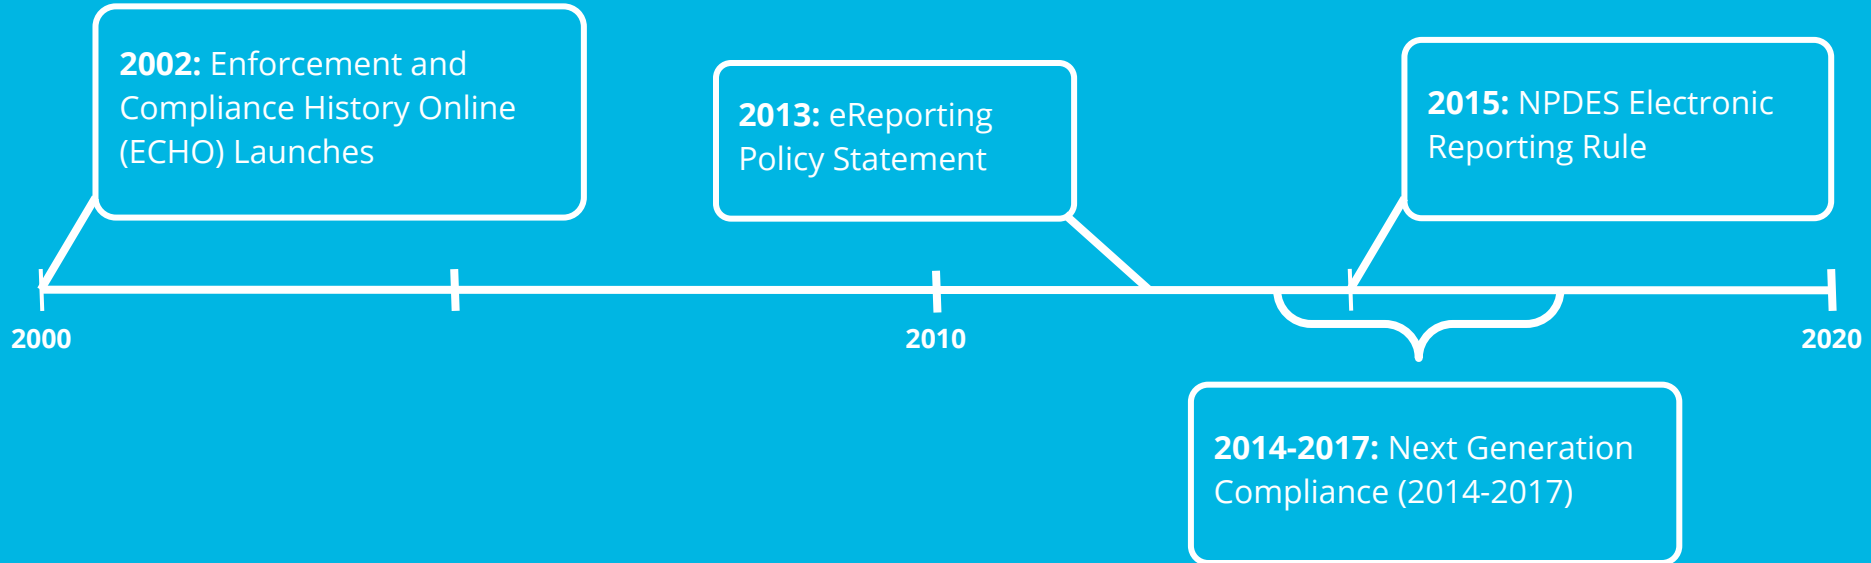 2002: Enforcement and
Compliance History Online
(ECHO) Launches
2013: eReporting
Policy Statement
2015: NPDES Electronic
Reporting Rule
2000
2010
2020
2014-2017: Next Generation
Compliance (2014-2017)